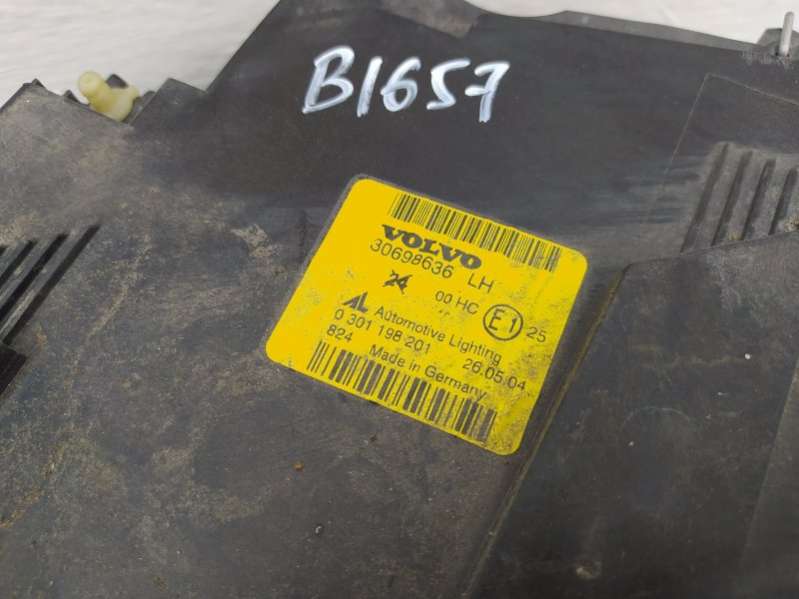 B1657
VOLVO
30698636 LH
24 00 HC E1 25
AL Automotive Lighting
0 301 198 201 26.05.04
824 Made in Germany